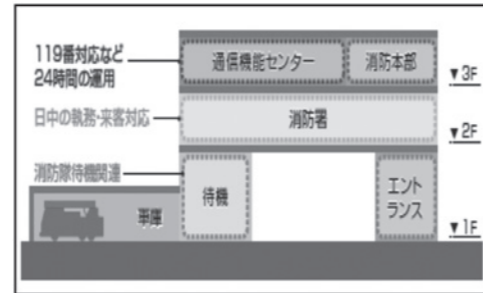 119番対応など
24時間の運用
通信機能センター
消防本部
▼3F
日中の執務・来客対応
消防署
▼2F
消防隊待機関連
待機
エント
ランス
車庫
▼1F